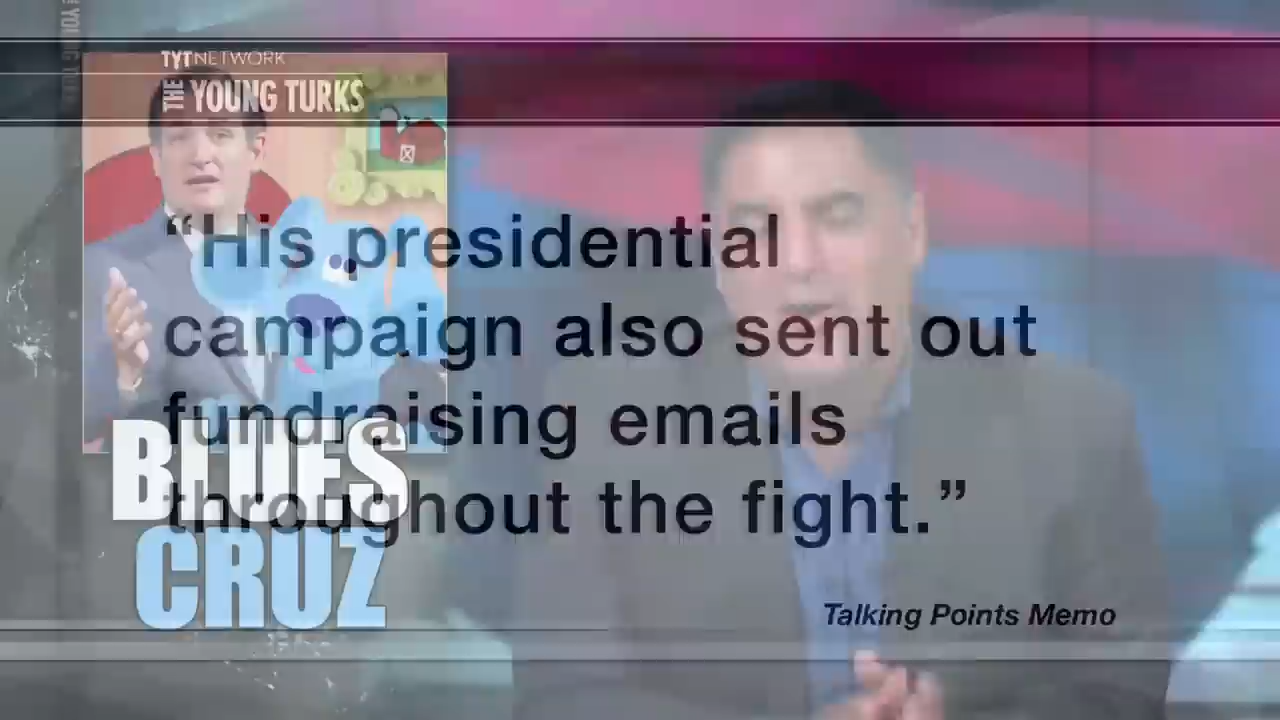 TYT NETWORK
THE YOUNG TURKS
“His presidential
campaign also sent out
fundraising emails
throughout the fight.”
BLUES
CRUZ
Talking Points Memo